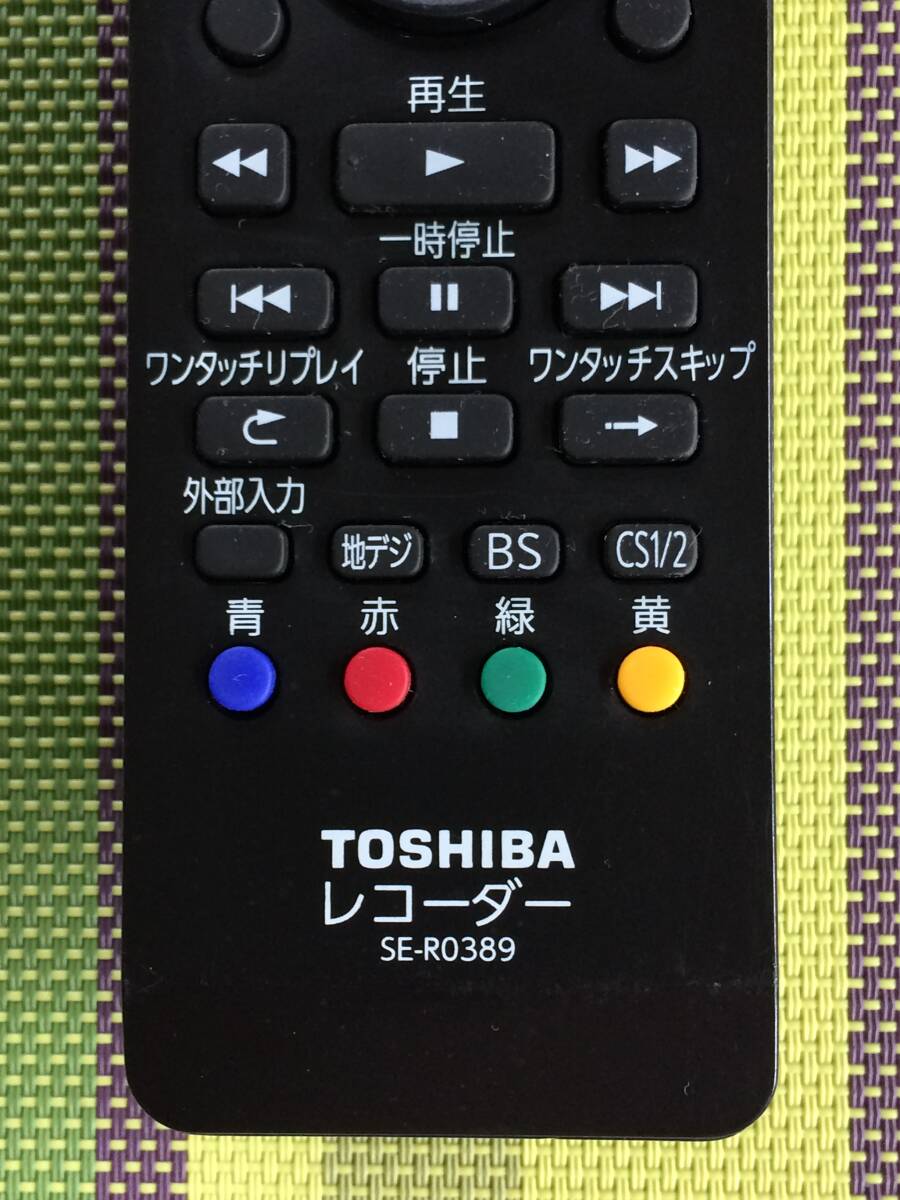 再生
一時停止
ワンタッチリプレイ 停止 ワンタッチスキップ
外部入力
地デジ BS CS1/2
青 赤 緑 黄
TOSHIBA
レコーダー
SE-R0389